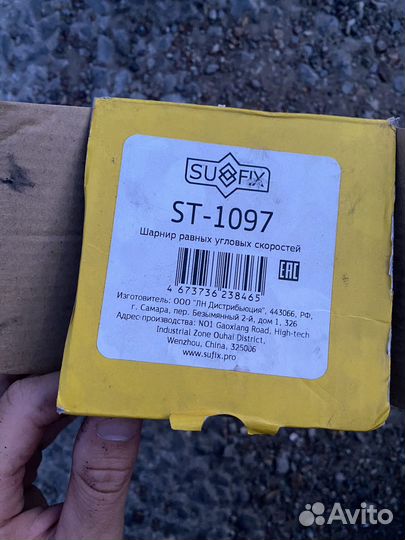 SUFIX
ST-1097
Шарнир равных угловых скоростей
4 673736 238465
EAC
Изготовитель: ООО "ЛН Дистрибьюция", 443066, РФ,
г. Самара, пер. Безымянный 2-й, дом 1, 326
Адрес производства: NO1 Gaoxiang Road, High-tech
Industrial Zone Ouhai District,
Wenzhou, China, 325006
www.sufix.pro
Avito